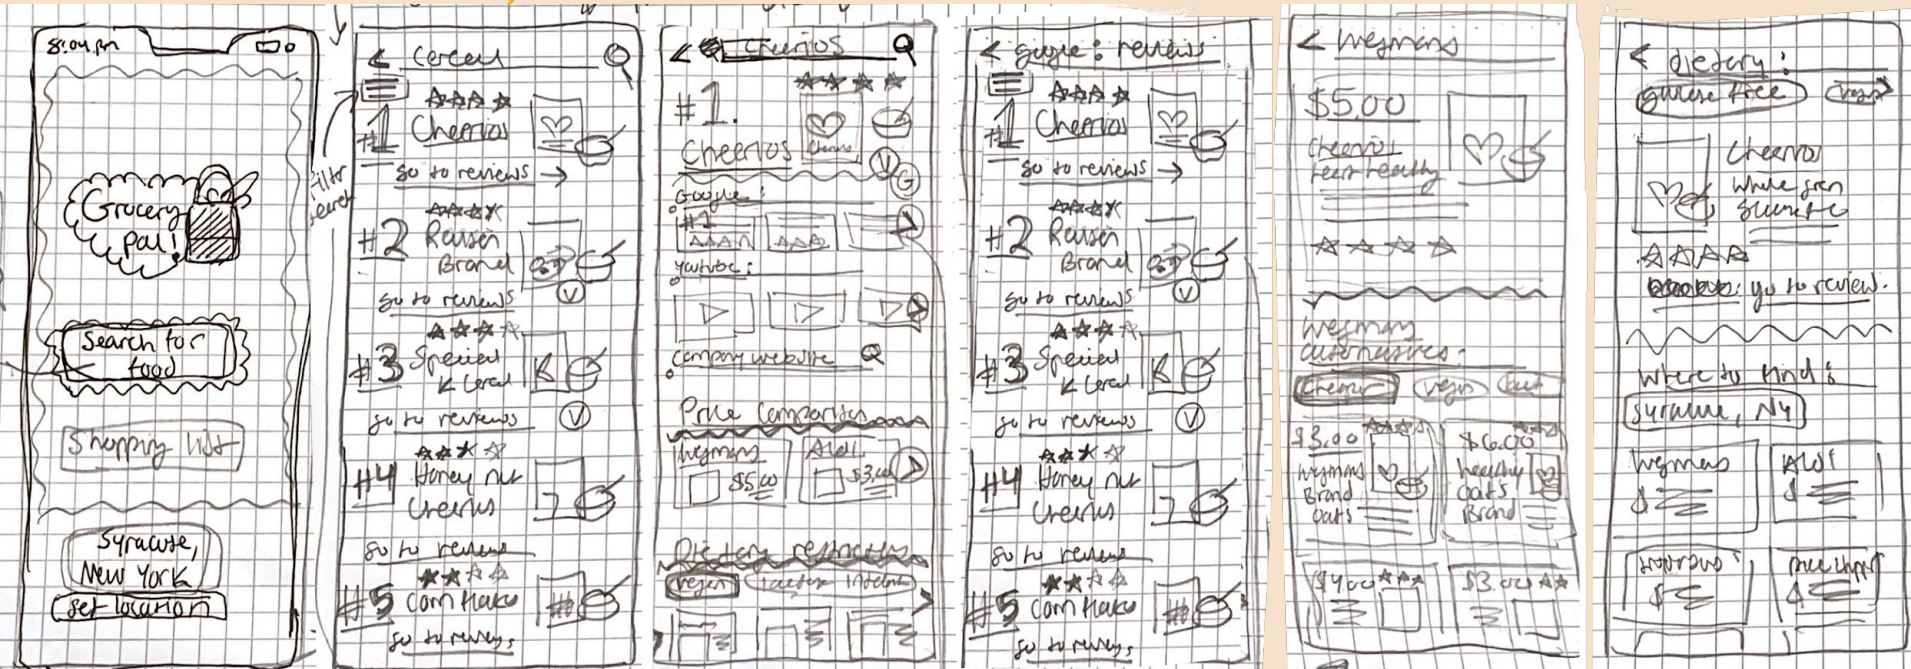 8:04 pm
Grocery
pal!
Search for
food
Shopping list
Syracuse,
New York
Set location
filtr
search
< cereal
#1 Cheerios
go to reviews →
#2 Raisin
Brand
go to reviews
V
#3 Special
K Cereal
go to reviews
V
#4 Honey nut
Cheerios
go to reviews
#5 Corn flakes
go to reviews
< Cheerios
#1.
Cheerios
V
G
Google:
#1
Youtube:
Company website
Price Comparison
Wegmans
$5.00
ALDI
$3.00
Dietary restrictions
Vegan
< google: reviews
#1 Cheerios
go to reviews →
#2 Raisin
Brand
go to reviews
V
#3 Special
K Cereal
go to reviews
V
#4 Honey nut
Cheerios
go to reviews
#5 Corn flakes
go to reviews
< Wegmans
$5.00
Cheerios
heart healthy
Wegmans
alternatives:
Vegan
$3.00
Wegmans
Brand
Oats
$6.00
healthy
Oats
Brand
$4.00
$3.00
< dietary:
Vegan
Cheerios
Whole grain
go to review.
Where to find:
Syracuse, NY
Wegmans
$
ALDI
$
$
price chopper
$